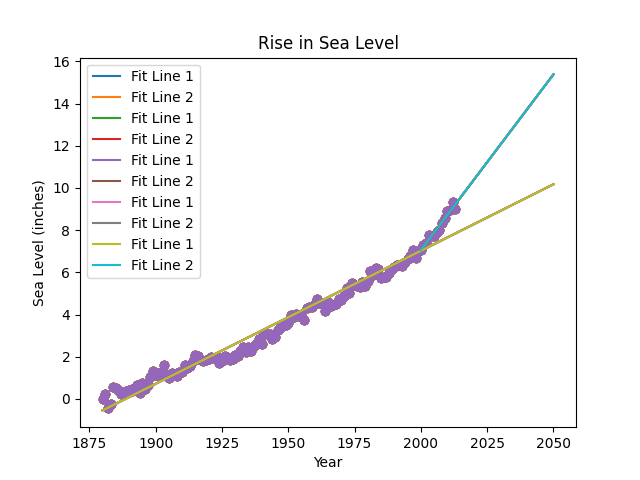 Rise in Sea Level
Fit Line 1
Fit Line 2
Fit Line 1
Fit Line 2
Fit Line 1
Fit Line 2
Fit Line 1
Fit Line 2
Fit Line 1
Fit Line 2
Sea Level (inches)
16
14
12
10
8
6
4
2
0
1875 1900 1925 1950 1975 2000 2025 2050
Year